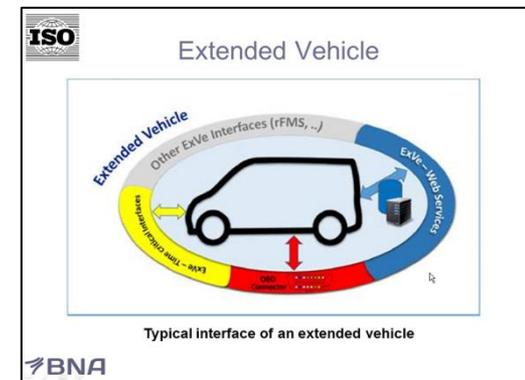 ISO
Extended Vehicle
Extended Vehicle
Other ExVe Interfaces (rFMS, ..)
ExVe – Web Services
ExVe – Time critical Interfaces
OBD
Connector
Typical interface of an extended vehicle
BNA